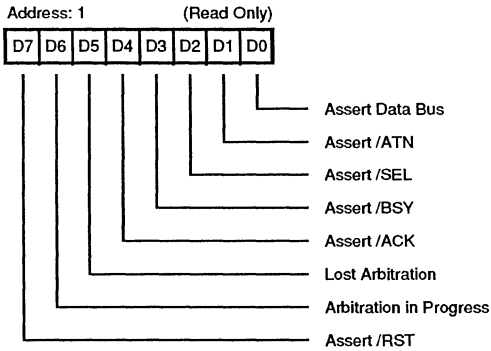 Address: 1 (Read Only)
D7 D6 D5 D4 D3 D2 D1 D0
Assert Data Bus
Assert /ATN
Assert /SEL
Assert /BSY
Assert /ACK
Lost Arbitration
Arbitration in Progress
Assert /RST